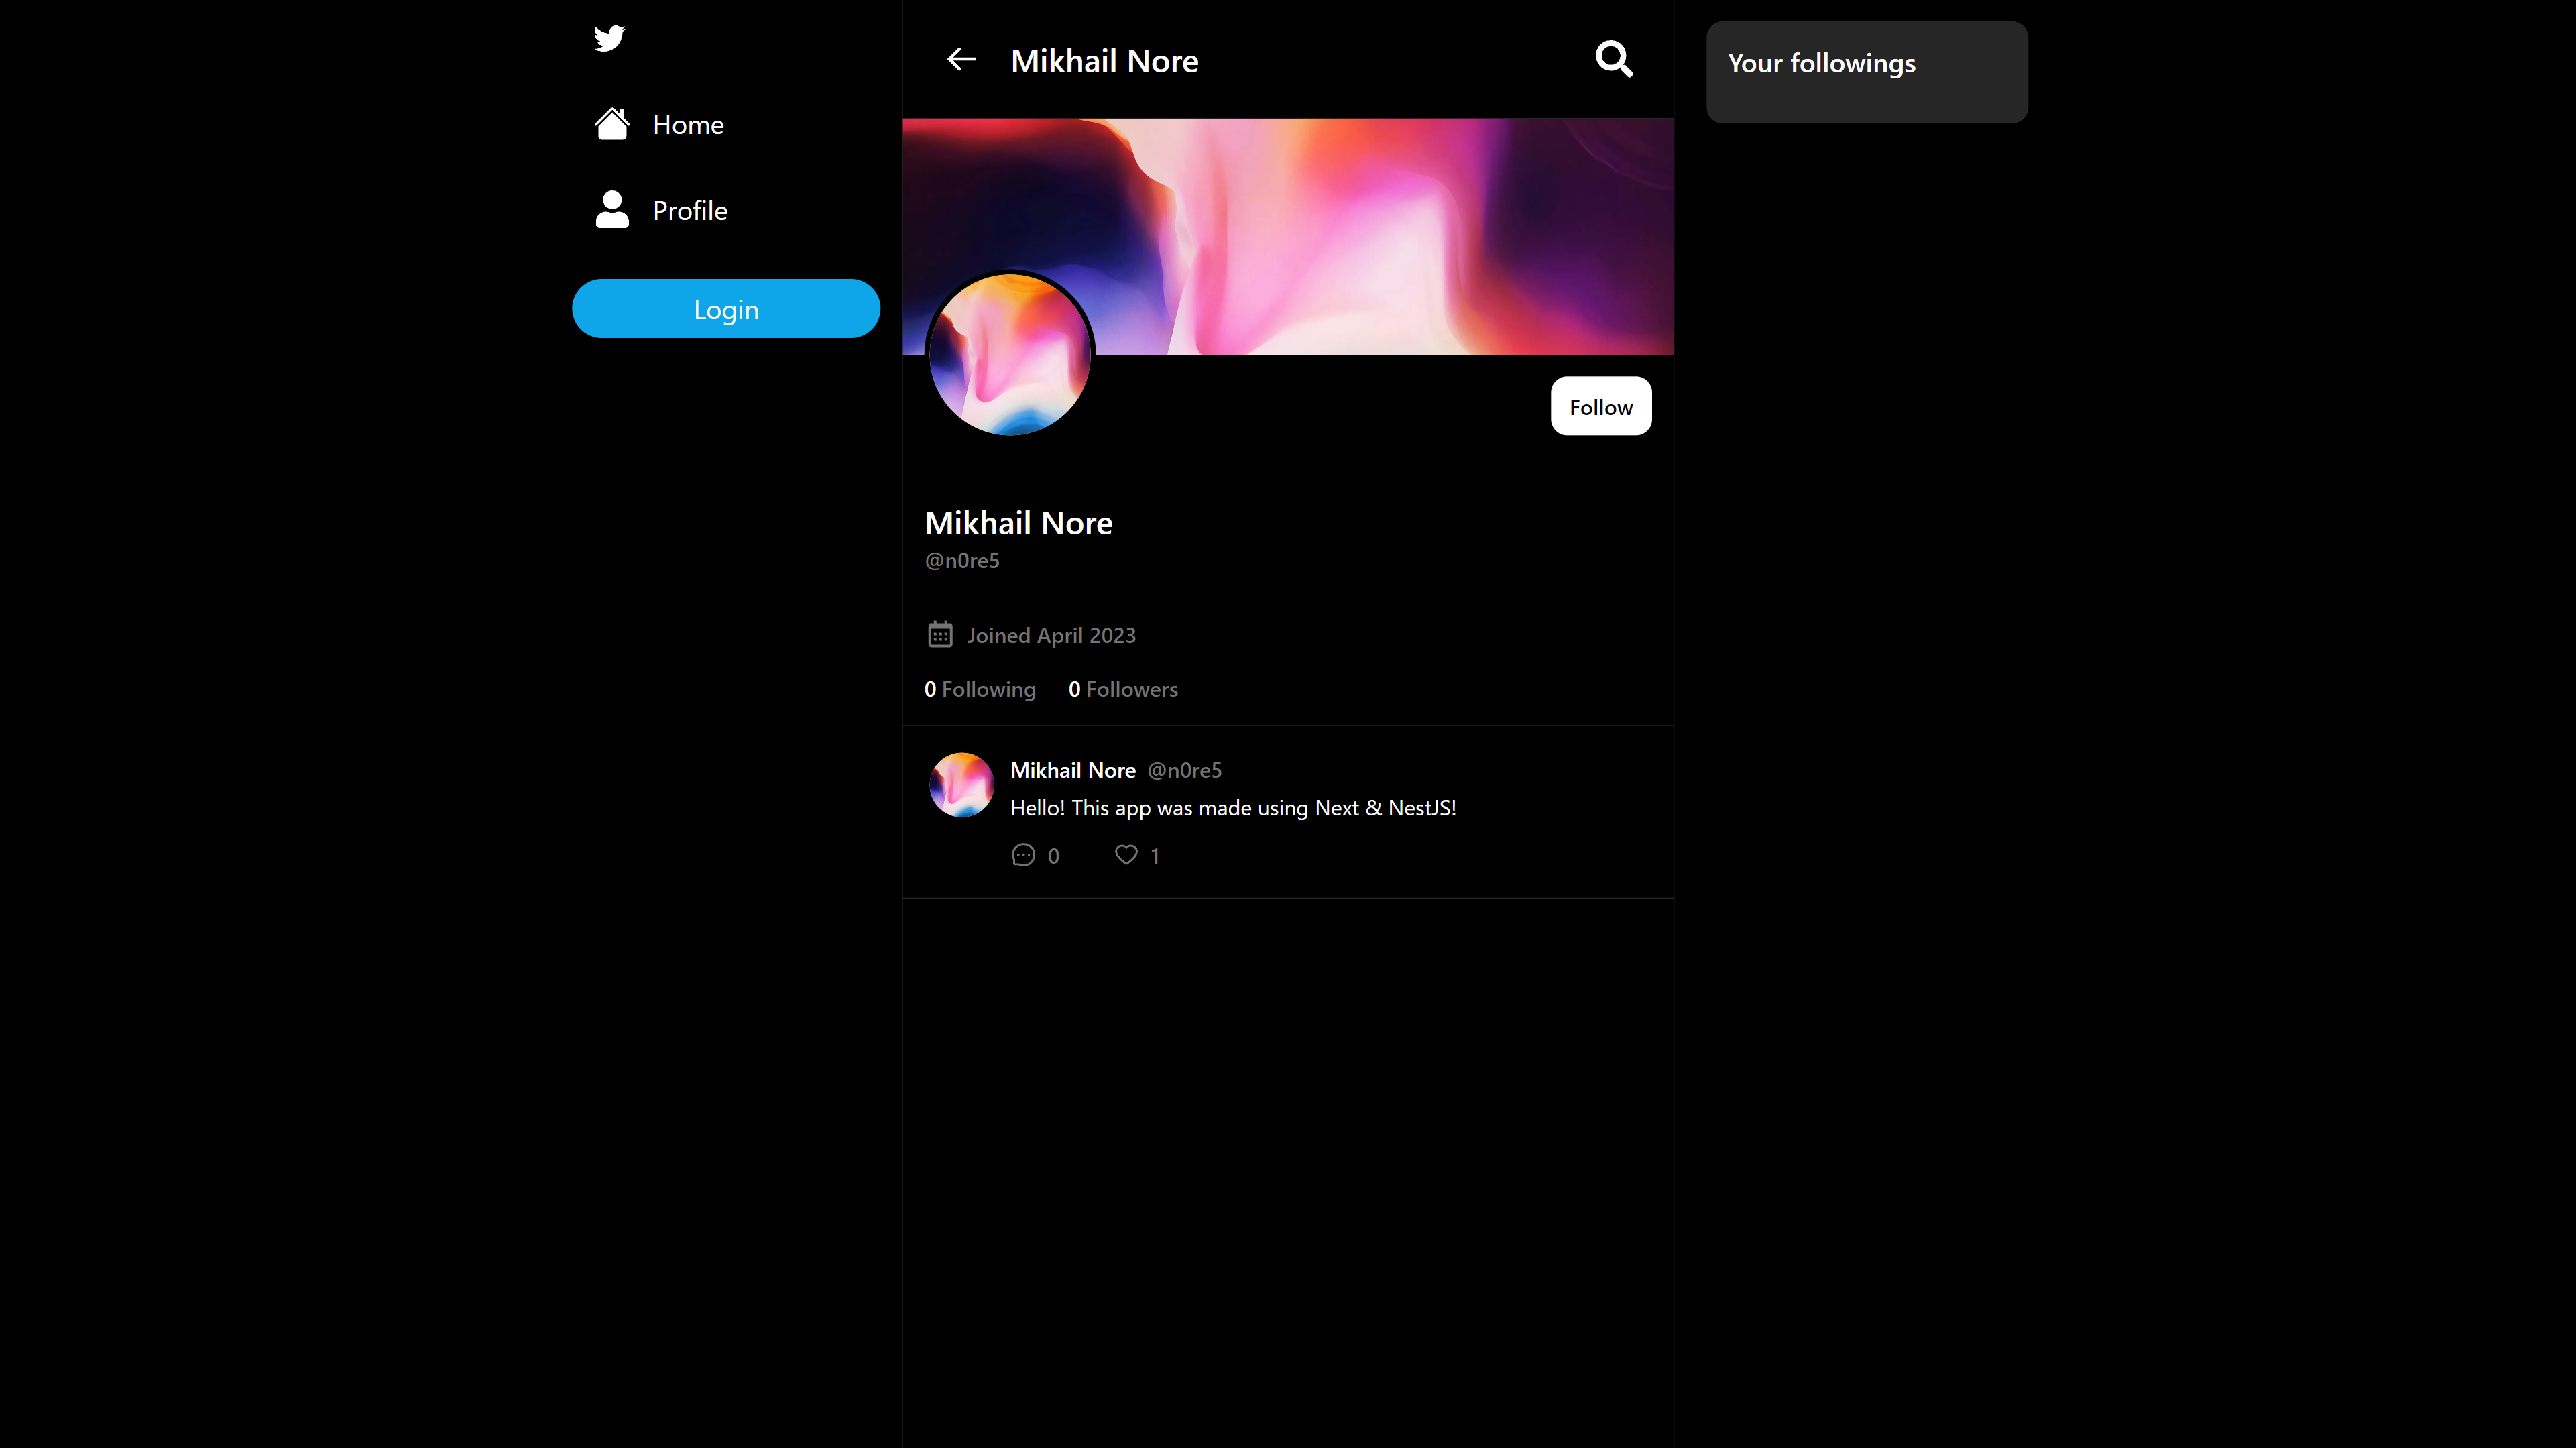 Home
Profile
Login
Mikhail Nore
Follow
Mikhail Nore
@n0re5
Joined April 2023
0 Following 0 Followers
Mikhail Nore @n0re5
Hello! This app was made using Next & NestJS!
0 1
Your followings